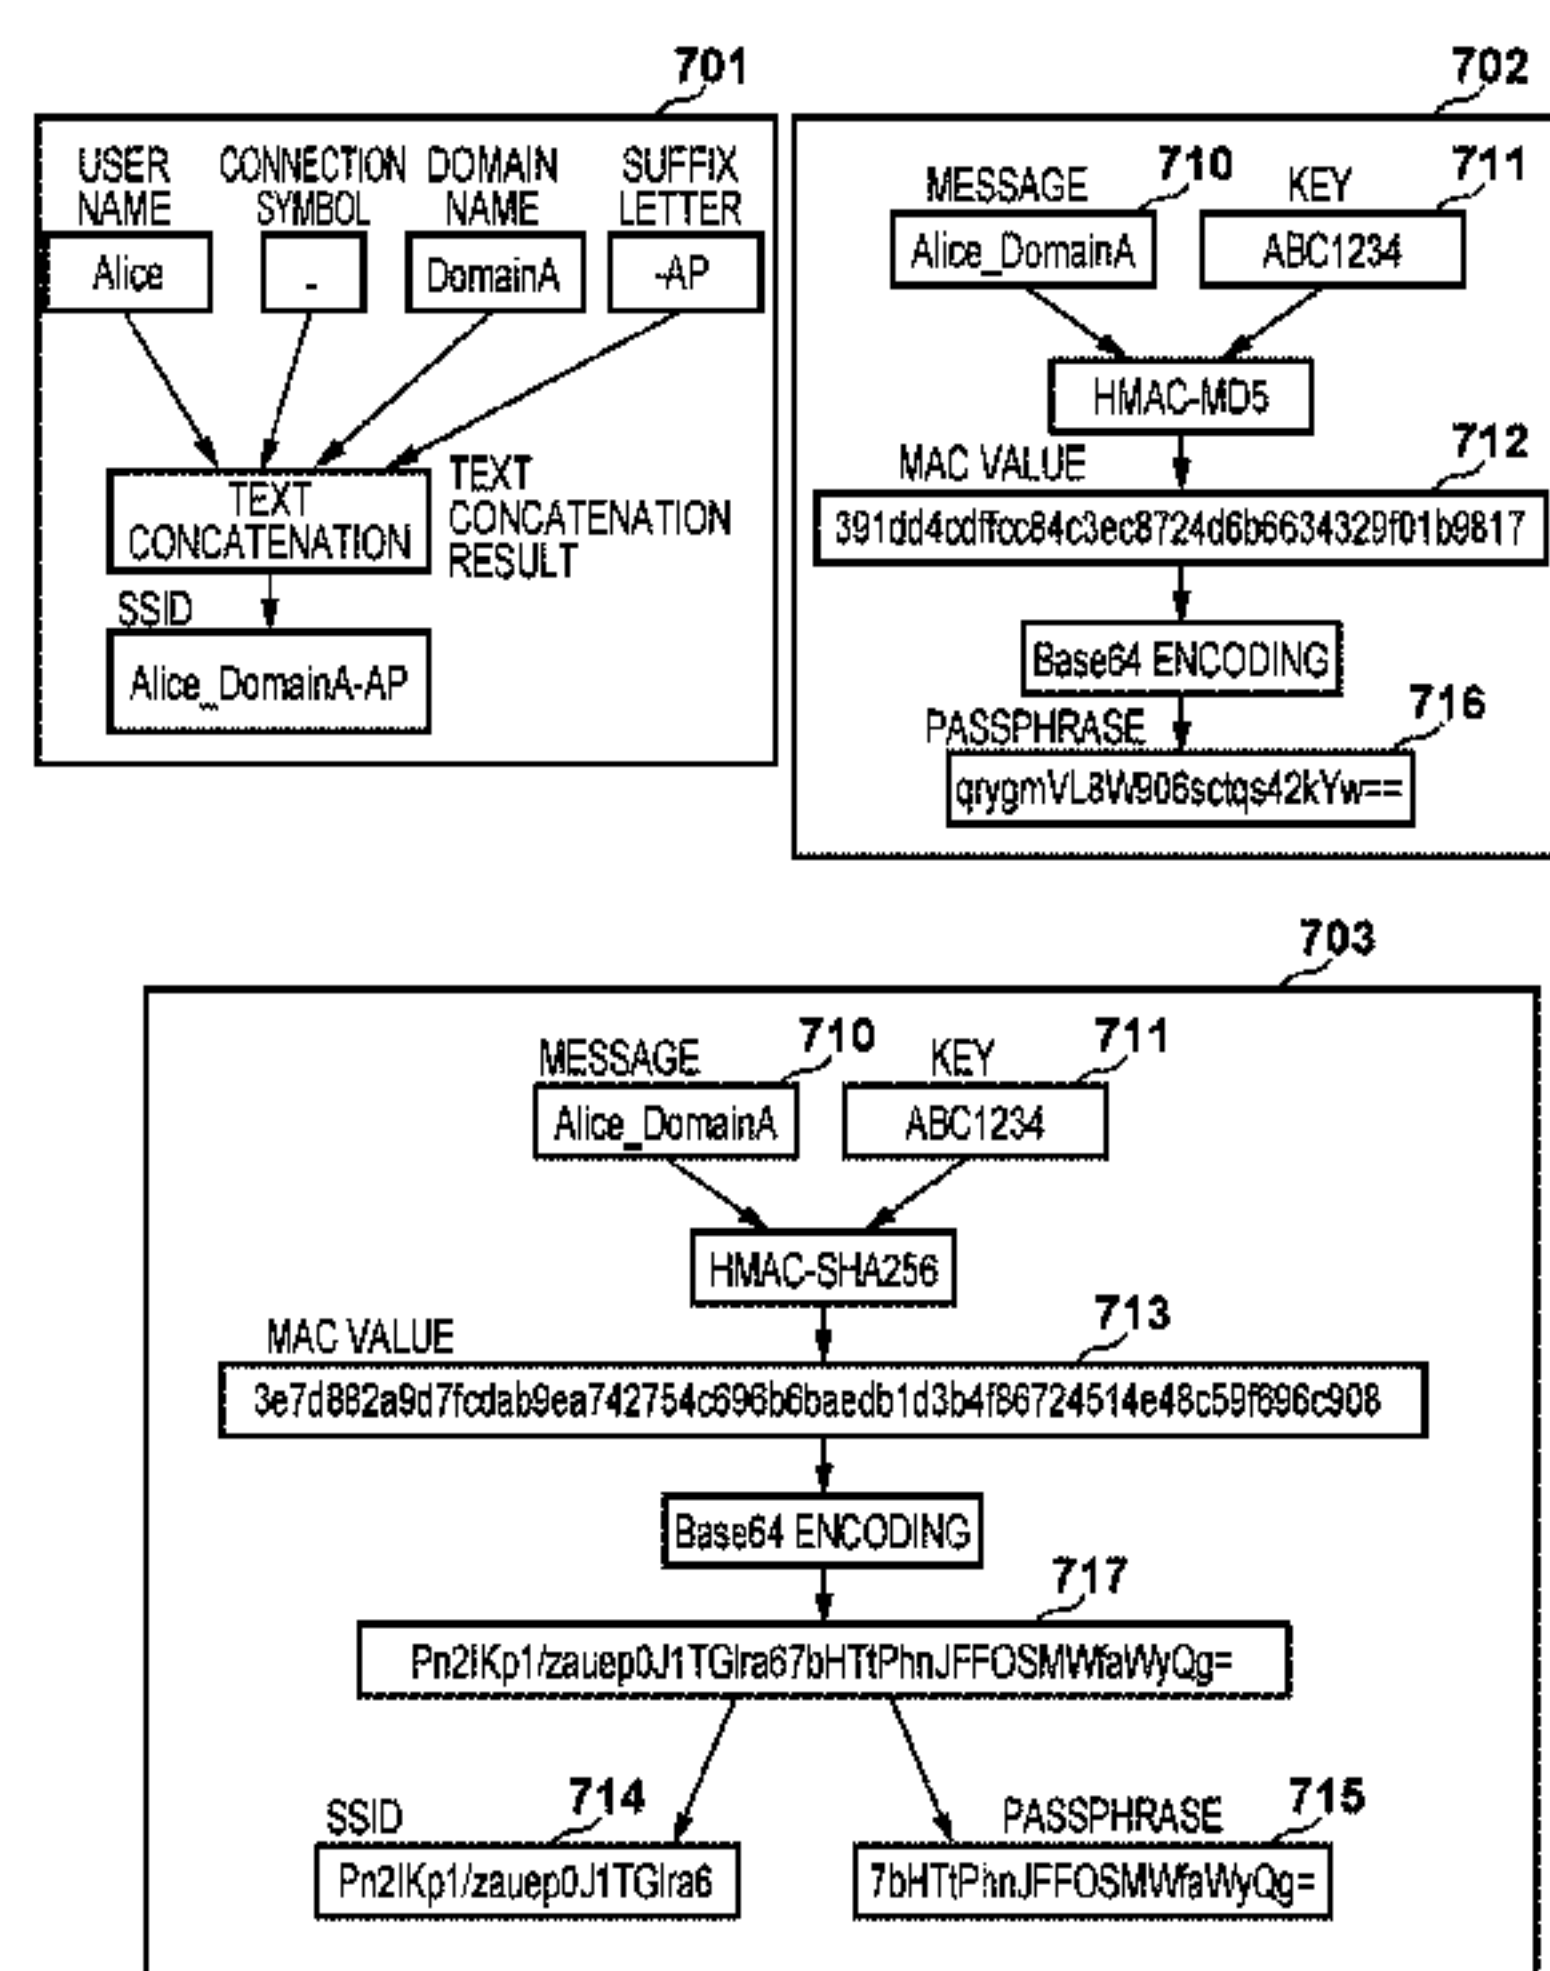 701
USER NAME
CONNECTION SYMBOL
DOMAIN NAME
SUFFIX LETTER
Alice
_
DomainA
-AP
TEXT CONCATENATION
TEXT CONCATENATION RESULT
SSID
Alice_DomainA-AP
702
MESSAGE
710
KEY
711
Alice_DomainA
ABC1234
HMAC-MD5
MAC VALUE
712
391dd4cdffcc84c3ec8724d6b6634329f01b9817
Base64 ENCODING
PASSPHRASE
716
qrygmVL8W906sctqs42kYw==
703
MESSAGE
710
KEY
711
Alice_DomainA
ABC1234
HMAC-SHA256
MAC VALUE
713
3e7d882a9d7fcdab9ea742754c696b6baedb1d3b4f86724514e48c59f696c908
Base64 ENCODING
717
Pn2IKp1/zauep0J1TGlra67bHTtPhnJFFOSMWfaWyQg=
SSID
714
PASSPHRASE
715
Pn2IKp1/zauep0J1TGlra6
7bHTtPhnJFFOSMWfaWyQg=